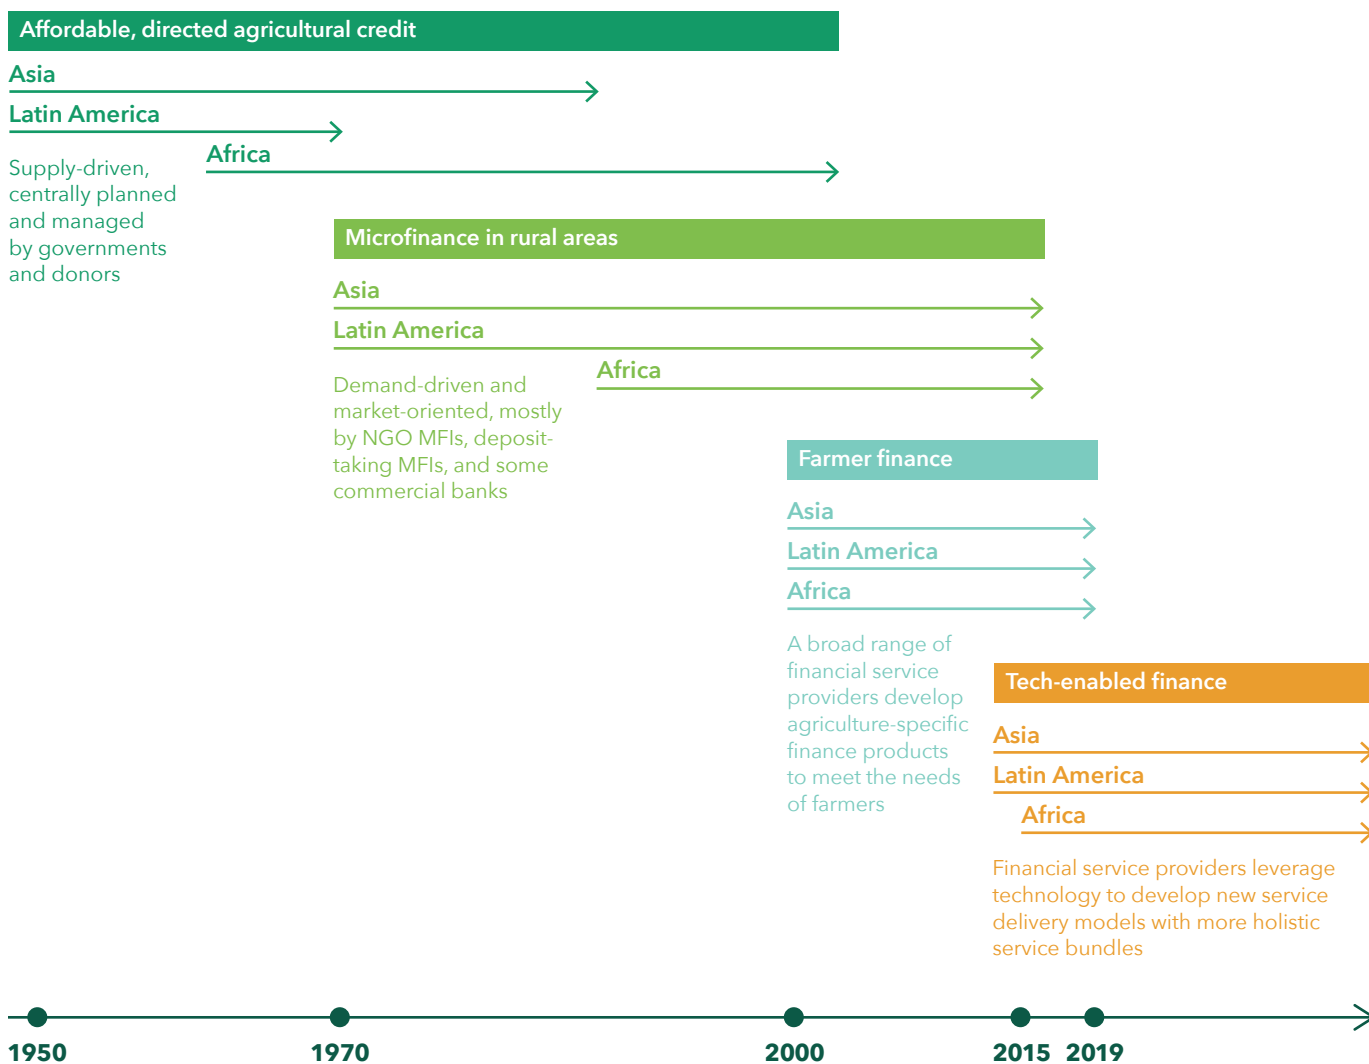 Affordable, directed agricultural credit
Asia
Latin America
Africa
Supply-driven,
centrally planned
and managed
by governments
and donors
Microfinance in rural areas
Asia
Latin America
Africa
Demand-driven and
market-oriented, mostly
by NGO MFIs, deposit-
taking MFIs, and some
commercial banks
Farmer finance
Asia
Latin America
Africa
A broad range of
financial service
providers develop
agriculture-specific
finance products
to meet the needs
of farmers
Tech-enabled finance
Asia
Latin America
Africa
Financial service providers leverage
technology to develop new service
delivery models with more holistic
service bundles
1950 1970 2000 2015 2019